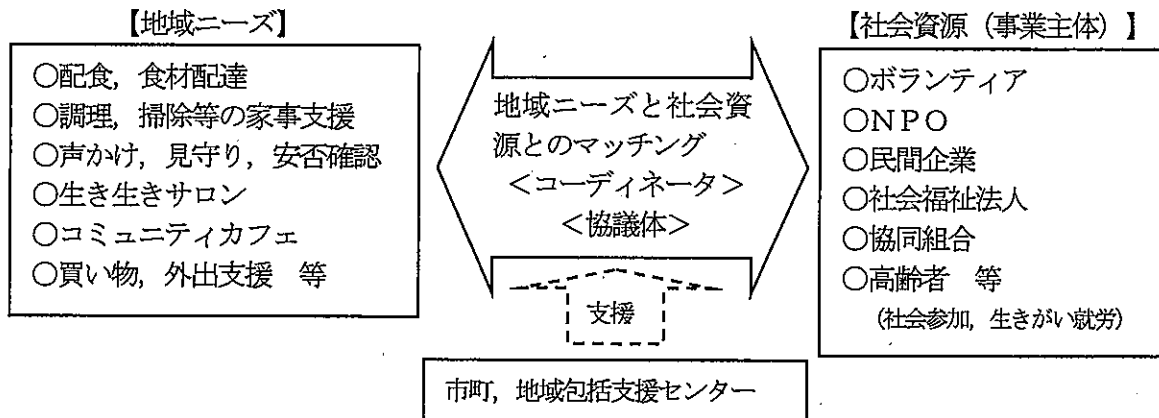 【地域ニーズ】
○配食，食材配達
○調理，掃除等の家事支援
○声かけ，見守り，安否確認
○生き生きサロン
○コミュニティカフェ
○買い物，外出支援　等
地域ニーズと社会資
源とのマッチング
＜コーディネータ＞
＜協議体＞
支援
市町，地域包括支援センター
【社会資源（事業主体）】
○ボランティア
○ＮＰＯ
○民間企業
○社会福祉法人
○協同組合
○高齢者　等
（社会参加，生きがい就労）